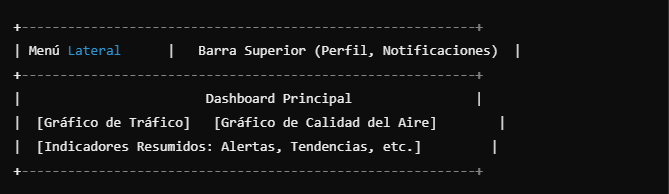 +----------------------------------------------------------+
| Menú Lateral      |   Barra Superior (Perfil, Notificaciones)  |
+----------------------------------------------------------+
|                        Dashboard Principal                |
|  [Gráfico de Tráfico]   [Gráfico de Calidad del Aire]        |
|  [Indicadores Resumidos: Alertas, Tendencias, etc.]         |
+----------------------------------------------------------+